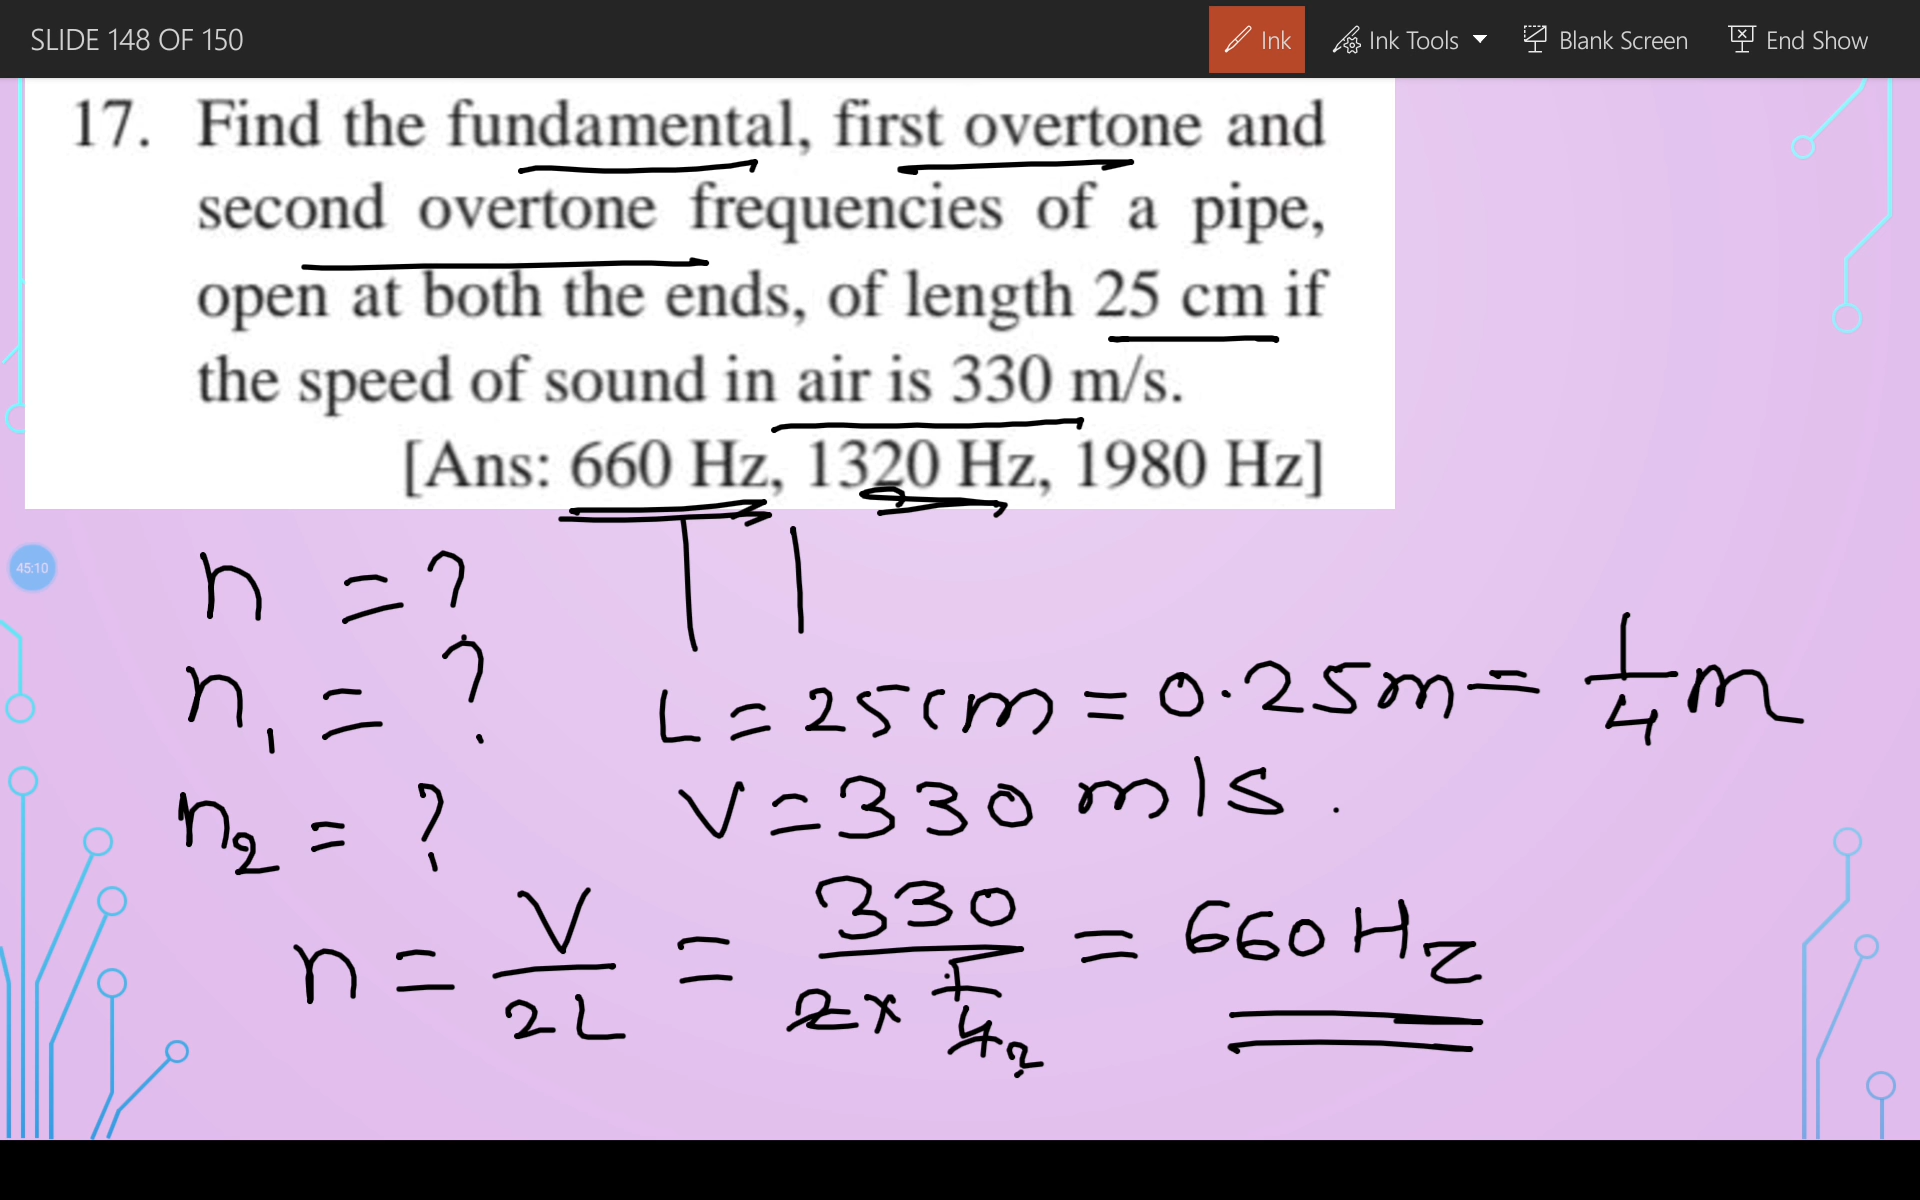 SLIDE 148 OF 150
Ink Ink Tools Blank Screen End Show
17. Find the fundamental, first overtone and
second overtone frequencies of a pipe,
open at both the ends, of length 25 cm if
the speed of sound in air is 330 m/s.
[Ans: 660 Hz, 1320 Hz, 1980 Hz]
45:10
n = ?
n₁ = ?
L = 25cm = 0.25m = 1/4 m
n₂ = ?
V = 330 m/s.
n = V/2L = 330/2×1/4 2 = 660 Hz